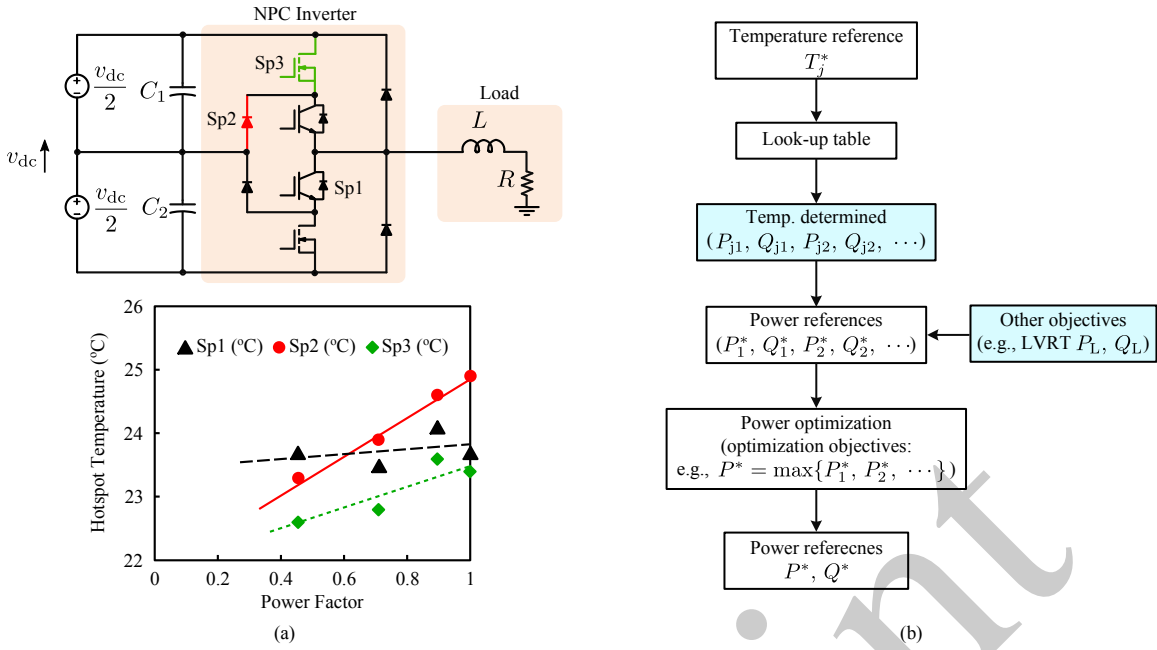 NPC Inverter
Sp3
v_dc/2
C_1
Sp2
Load
L
v_dc
Sp1
R
v_dc/2
C_2
26
25
24
23
22
Hotspot Temperature (ºC)
Sp1 (ºC) Sp2 (ºC) Sp3 (ºC)
0 0.2 0.4 0.6 0.8 1
Power Factor
(a)
Temperature reference
T_j^*
Look-up table
Temp. determined
(P_j1, Q_j1, P_j2, Q_j2, ···)
Power references
(P_1^*, Q_1^*, P_2^*, Q_2^*, ···)
Other objectives
(e.g., LVRT P_L, Q_L)
Power optimization
(optimization objectives:
e.g., P^* = max{P_1^*, P_2^*, ···})
Power referecnes
P^*, Q^*
(b)
int